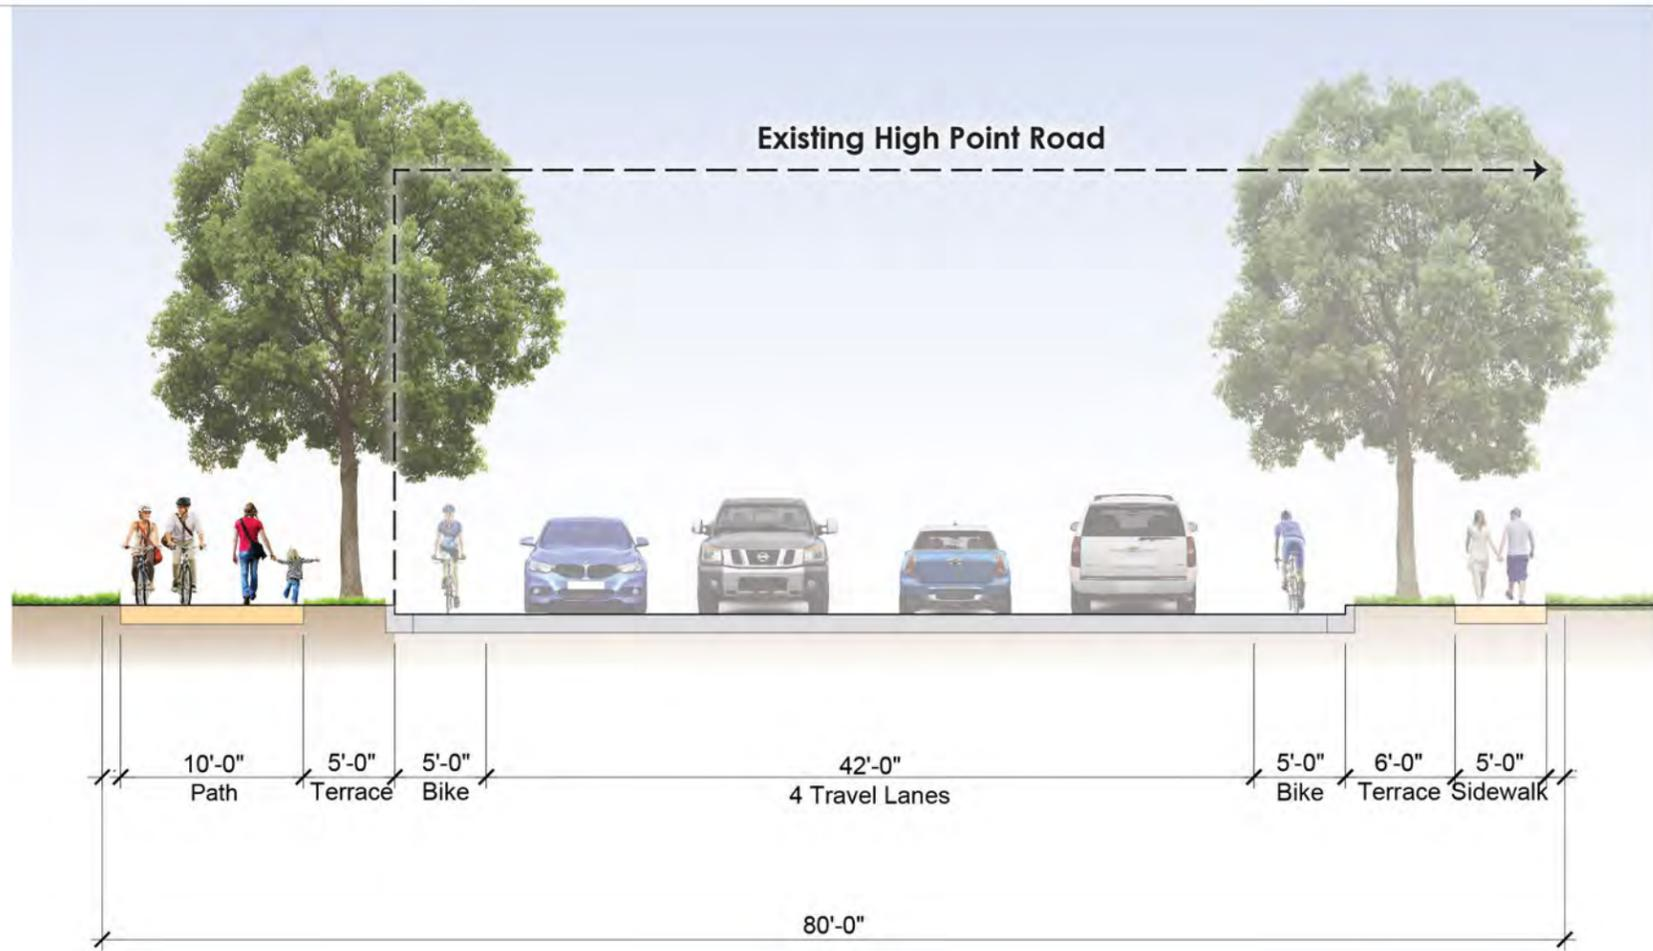 Existing High Point Road
10'-0" 5'-0" 5'-0" 42'-0" 5'-0" 6'-0" 5'-0"
Path Terrace Bike 4 Travel Lanes Bike Terrace Sidewalk
80'-0"